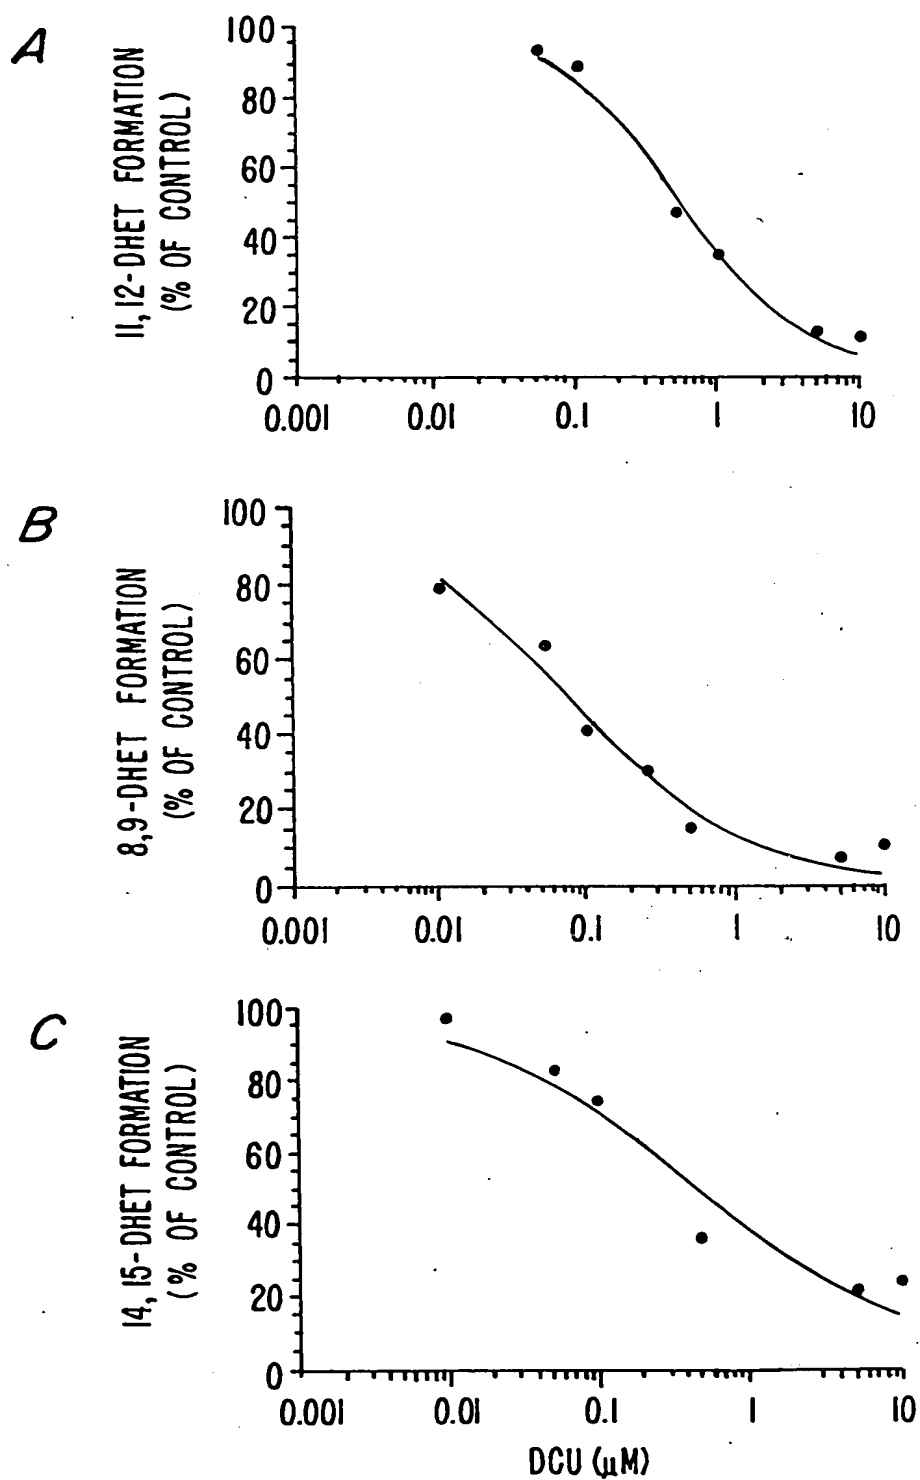 A
11,12-DHET FORMATION
(% OF CONTROL)
100
80
60
40
20
0
0.001 0.01 0.1 1 10
B
8,9-DHET FORMATION
(% OF CONTROL)
100
80
60
40
20
0
0.001 0.01 0.1 1 10
C
14,15-DHET FORMATION
(% OF CONTROL)
100
80
60
40
20
0
0.001 0.01 0.1 1 10
DCU (μM)